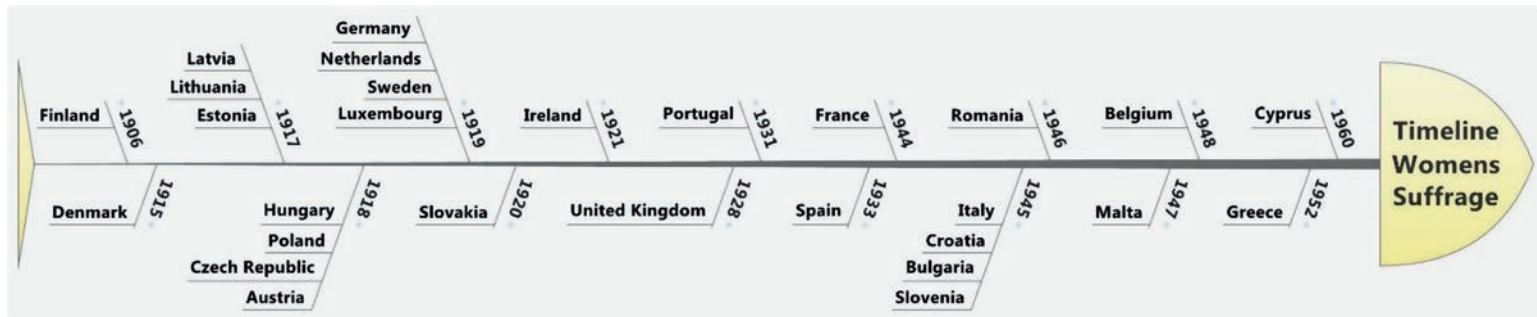 Germany
Netherlands
Sweden
Luxembourg
1919
Latvia
Lithuania
Estonia
1917
Finland
1906
Ireland
1921
Portugal
1931
France
1944
Romania
1946
Belgium
1948
Cyprus
1960
Denmark
1915
Hungary
Poland
Czech Republic
Austria
1918
Slovakia
1920
United Kingdom
1928
Spain
1933
Italy
Croatia
Bulgaria
Slovenia
1945
Malta
1947
Greece
1952
Timeline
Womens
Suffrage